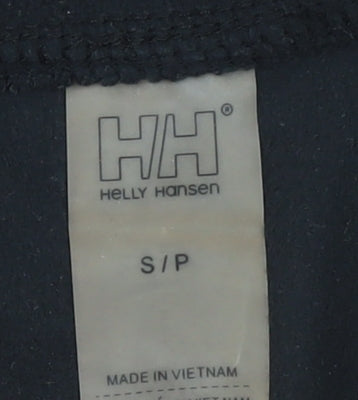 HH®
Helly Hansen
S / P
MADE IN VIETNAM